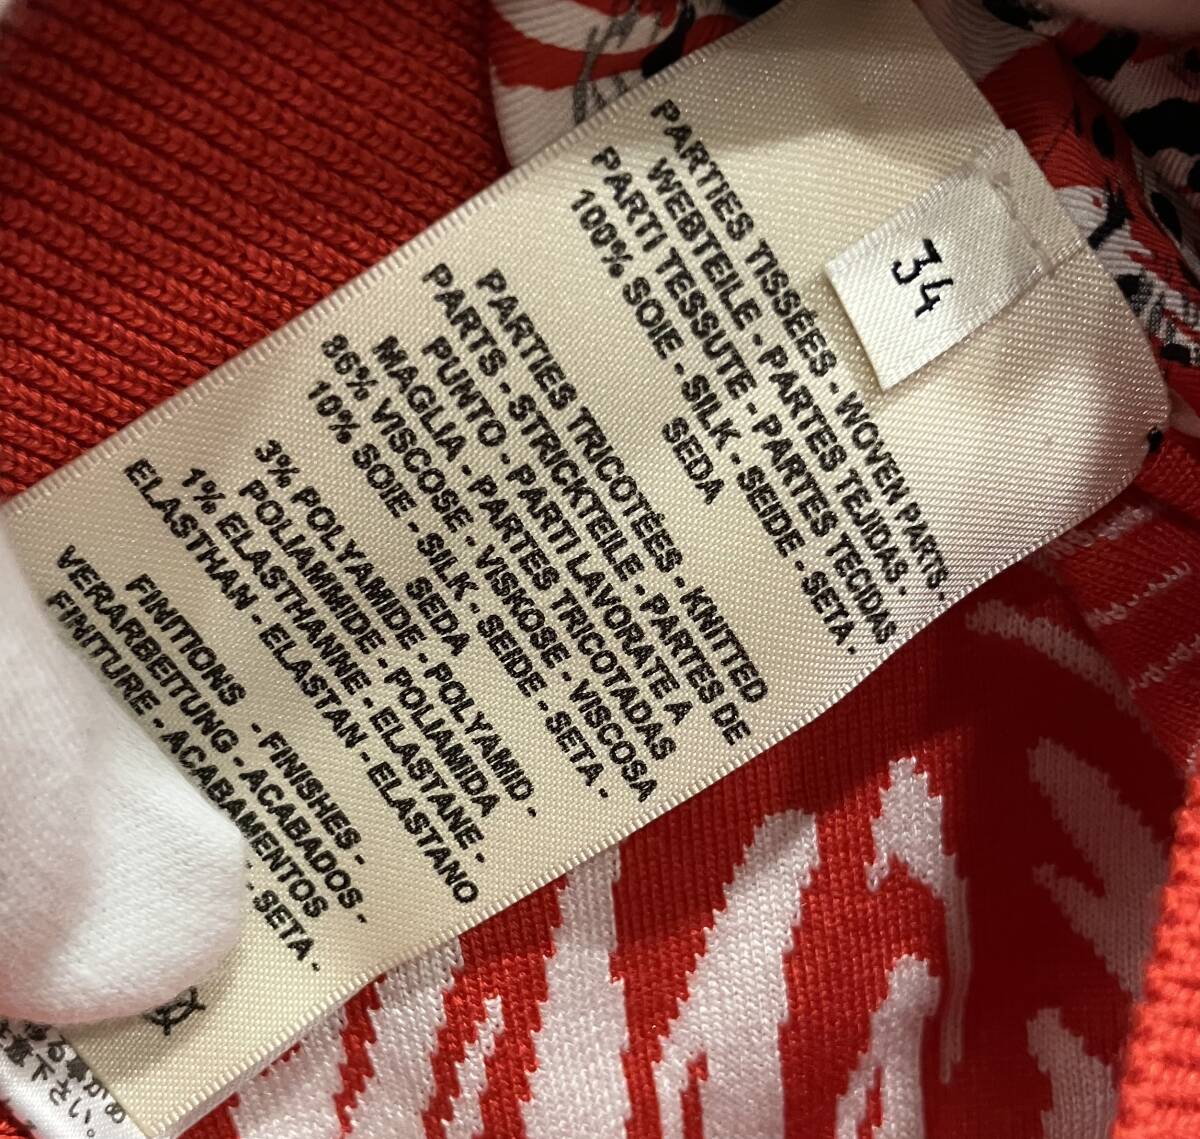 34
PARTIES TISSÉES - WOVEN PARTS -
WEBTEILE - PARTES TEJIDAS -
PARTI TESSUTE - PARTES TECIDAS
100% SOIE - SILK - SEIDE - SETA -
SEDA
PARTIES TRICOTÉES - KNITTED
PARTS - STRICKTEILE - PARTES DE
PUNTO - PARTI LAVORATE A
MAGLIA - PARTES TRICOTADAS
86% VISCOSE - VISKOSE - VISCOSA
10% SOIE - SILK - SEIDE - SETA -
SEDA
3% POLYAMIDE - POLYAMID -
POLIAMMIDE - POLIAMIDA
1% ELASTHANNE - ELASTANE -
ELASTHAN - ELASTAN - ELASTANO
FINITIONS - FINISHES -
VERARBEITUNG - ACABADOS -
FINITURE - ACABAMENTOS
- SETA -
下さい。